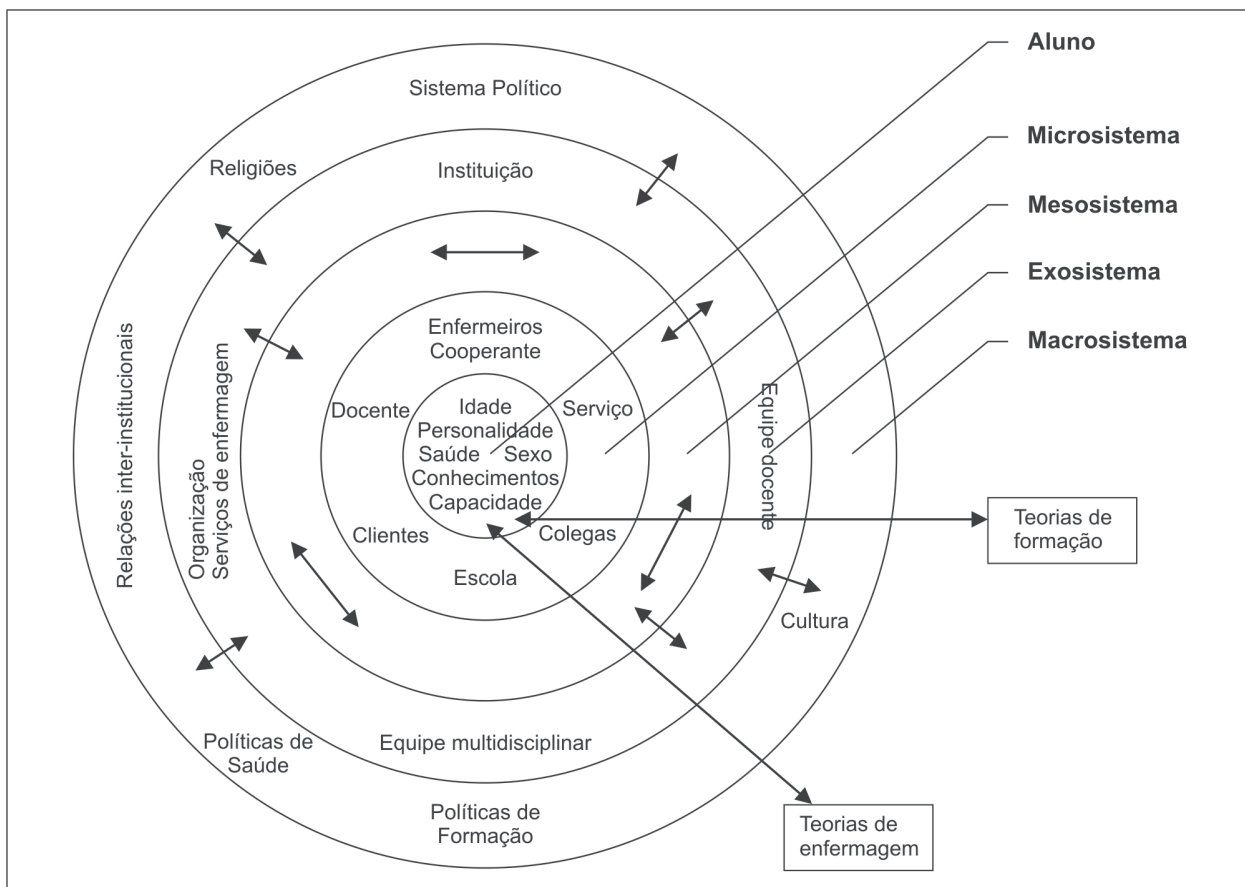 Aluno
Sistema Político
Microsistema
Religiões
Instituição
Mesosistema
Exosistema
Enfermeiros
Cooperante
Macrosistema
Relações inter-institucionais
Organização
Serviços de enfermagem
Docente
Idade
Serviço
Personalidade
Saúde Sexo
Conhecimentos
Capacidade
Equipe docente
Clientes
Colegas
Escola
Teorias de
formação
Cultura
Políticas de
Saúde
Equipe multidisciplinar
Políticas de
Formação
Teorias de
enfermagem